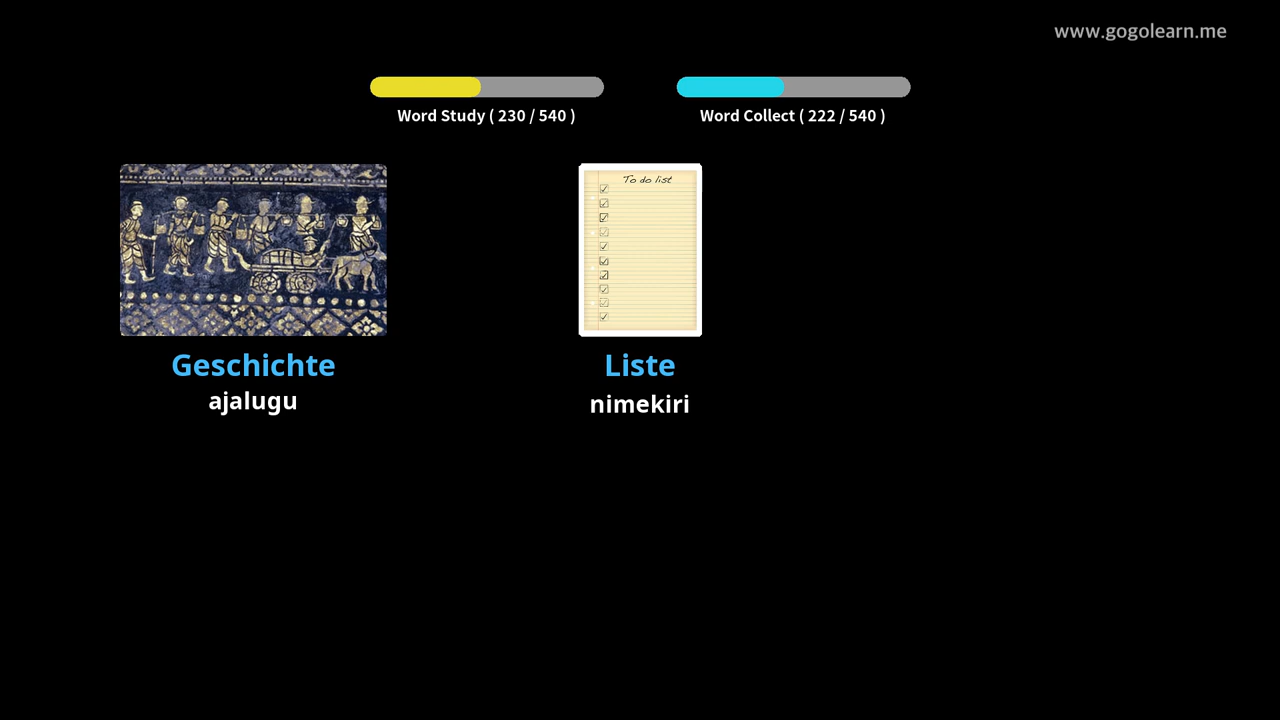 www.gogolearn.me
Word Study ( 230 / 540 )
Word Collect ( 222 / 540 )
To do list
Geschichte
ajalugu
Liste
nimekiri